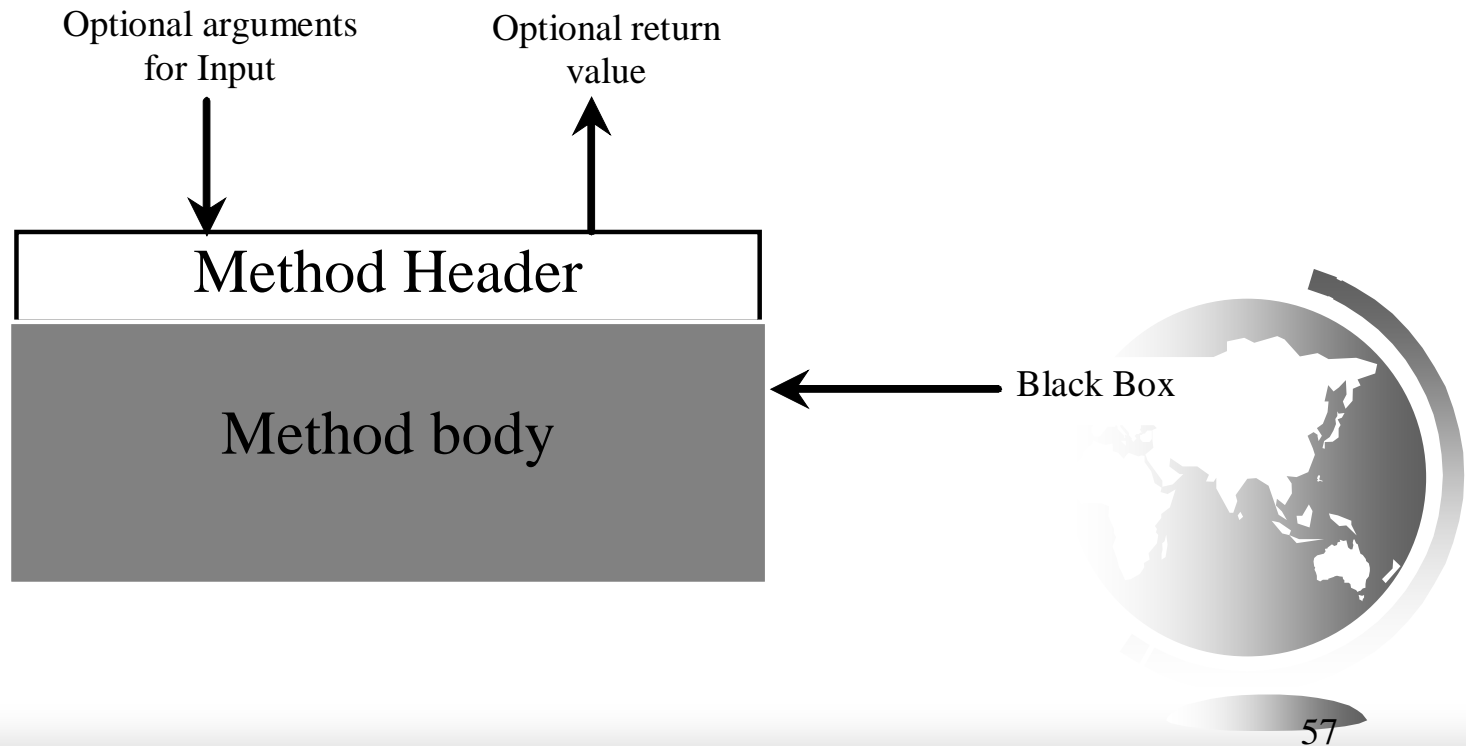 Optional arguments
for Input
Optional return
value
Method Header
Black Box
Method body
57